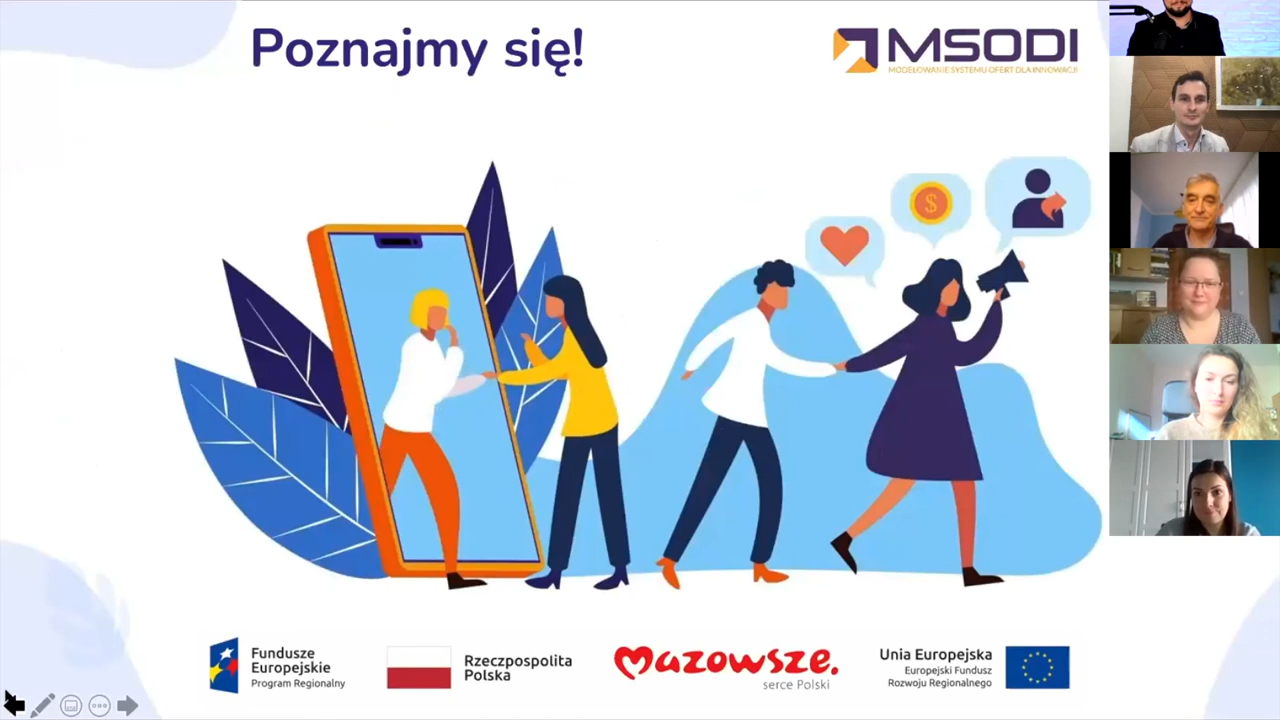 Poznajmy się!
MSODI
MODELOWANIE SYSTEMU OFERT DLA INNOWACJI
$
Fundusze
Europejskie
Program Regionalny
Rzeczpospolita
Polska
mazowsze.
serce Polski
Unia Europejska
Europejski Fundusz
Rozwoju Regionalnego